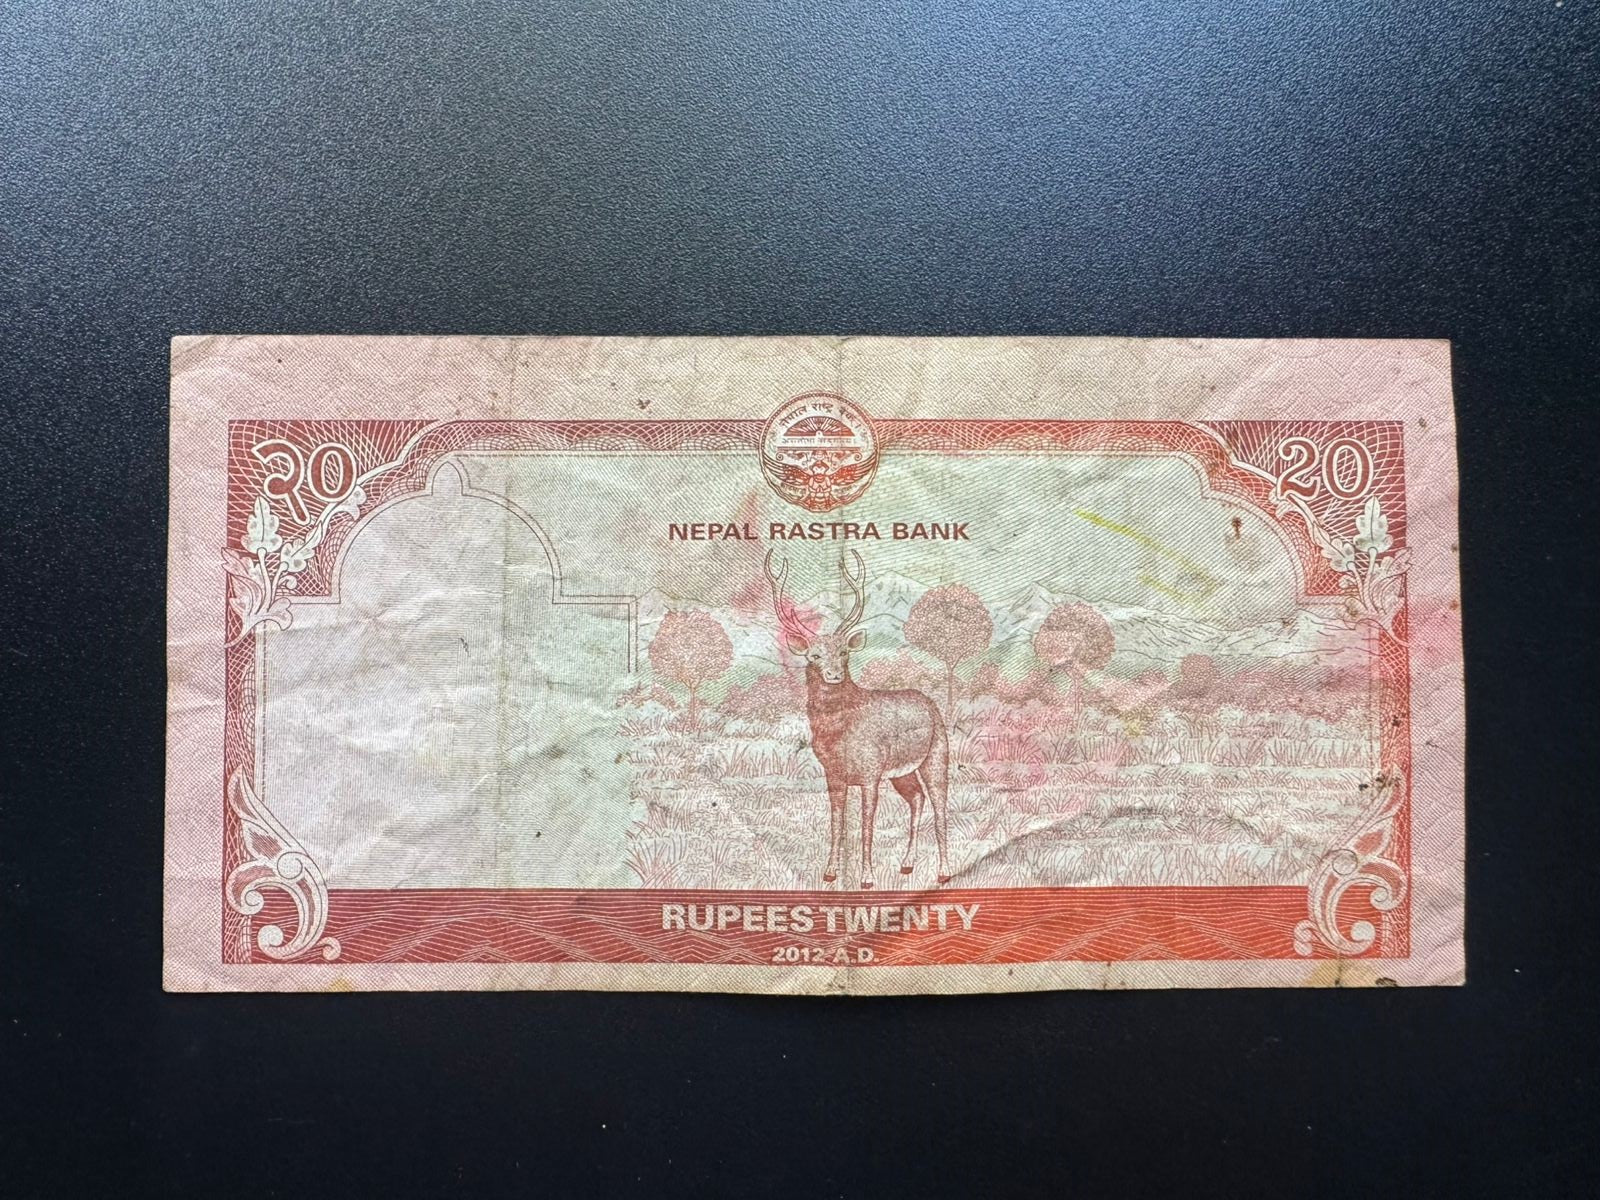 नेपाल राष्ट्र बैंक
२०
20
NEPAL RASTRA BANK
RUPEES TWENTY
2012 A.D.